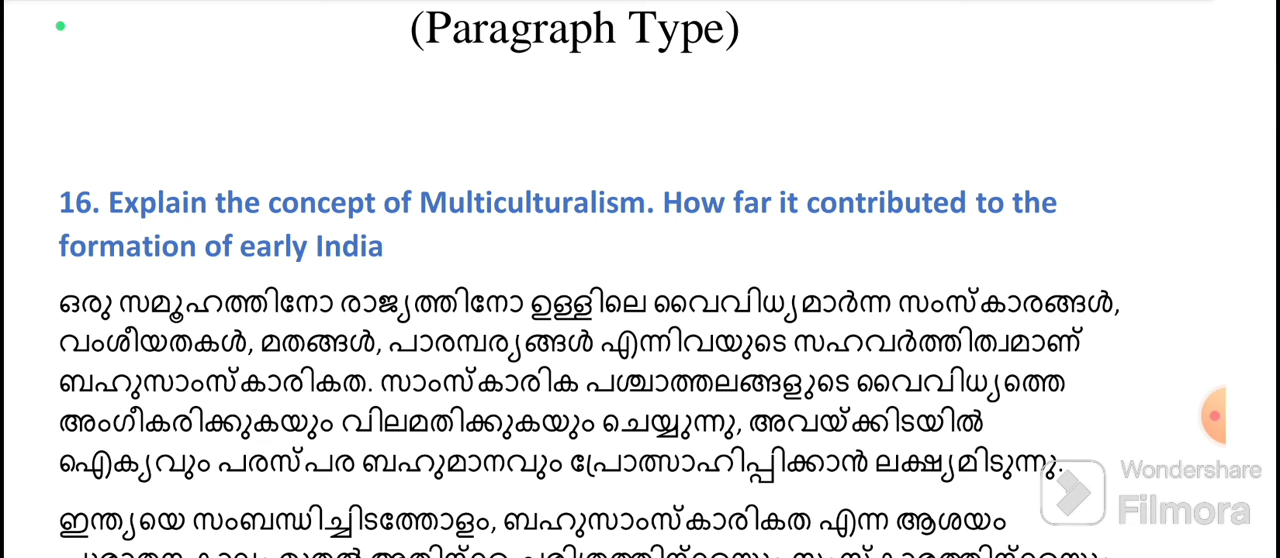 (Paragraph Type)
16. Explain the concept of Multiculturalism. How far it contributed to the
formation of early India
ഒരു സമൂഹത്തിനോ രാജ്യത്തിനോ ഉള്ളിലെ വൈവിധ്യമാർന്ന സംസ്കാരങ്ങൾ,
വംശീയതകൾ, മതങ്ങൾ, പാരമ്പര്യങ്ങൾ എന്നിവയുടെ സഹവർത്തിത്വമാണ്
ബഹുസാംസ്കാരികത. സാംസ്കാരിക പശ്ചാത്തലങ്ങളുടെ വൈവിധ്യത്തെ
അംഗീകരിക്കുകയും വിലമതിക്കുകയും ചെയ്യുന്നു, അവയ്ക്കിടയിൽ
ഐക്യവും പരസ്പര ബഹുമാനവും പ്രോത്സാഹിപ്പിക്കാൻ ലക്ഷ്യമിടുന്നു.
Wondershare
Filmora
ഇന്ത്യയെ സംബന്ധിച്ചിടത്തോളം, ബഹുസാംസ്കാരികത എന്ന ആശയം